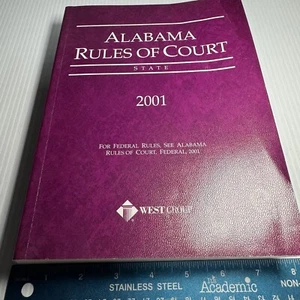 ALABAMA
RULES OF COURT
STATE
2001
FOR FEDERAL RULES, SEE ALABAMA
RULES OF COURT, FEDERAL, 2001
WEST GROUP
STAINLESS STEEL
Academic
NON-